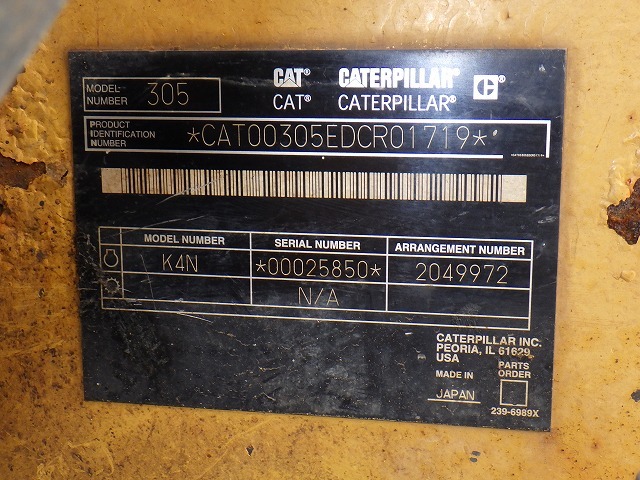 MODEL NUMBER 305
CAT® CATERPILLAR® C®
CAT® CATERPILLAR®
PRODUCT IDENTIFICATION NUMBER *CAT00305EDCR01719*
MODEL NUMBER SERIAL NUMBER ARRANGEMENT NUMBER
K4N *00025850* 2049972
N/A
CATERPILLAR INC.
PEORIA, IL 61629
USA
MADE IN JAPAN
PARTS ORDER
239-6989X